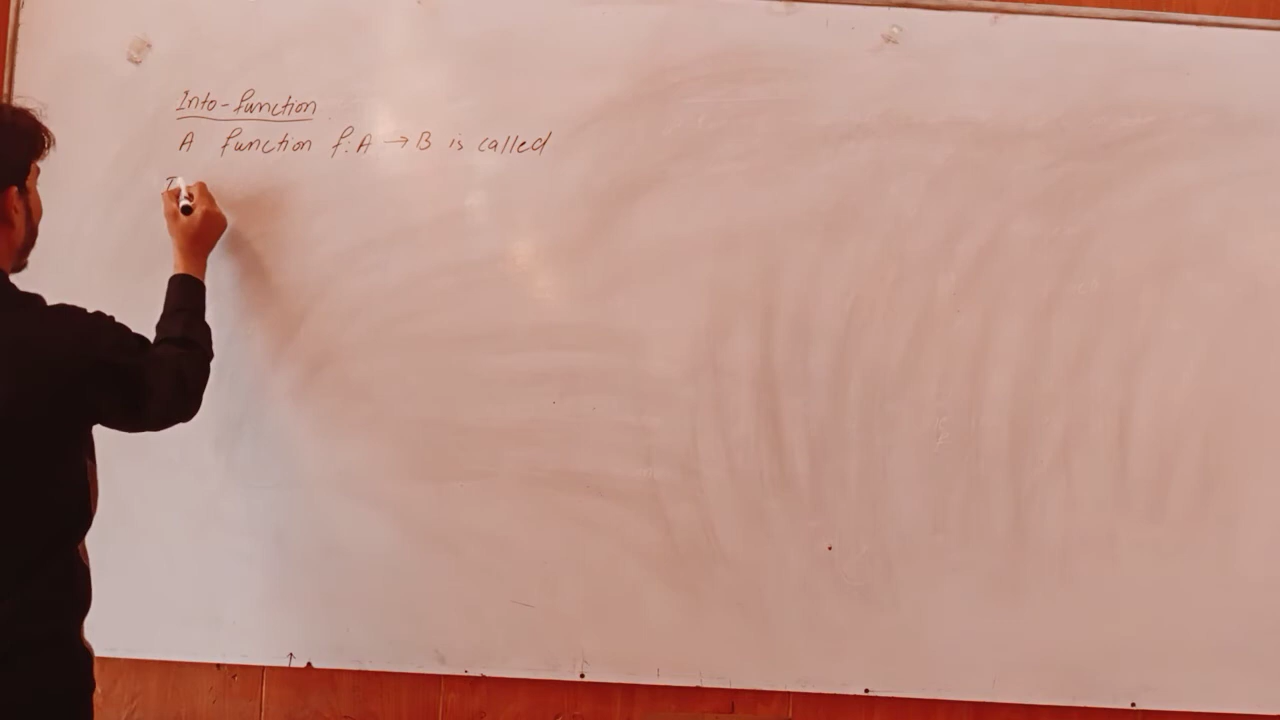 Into-function
A function f: A → B is called
I